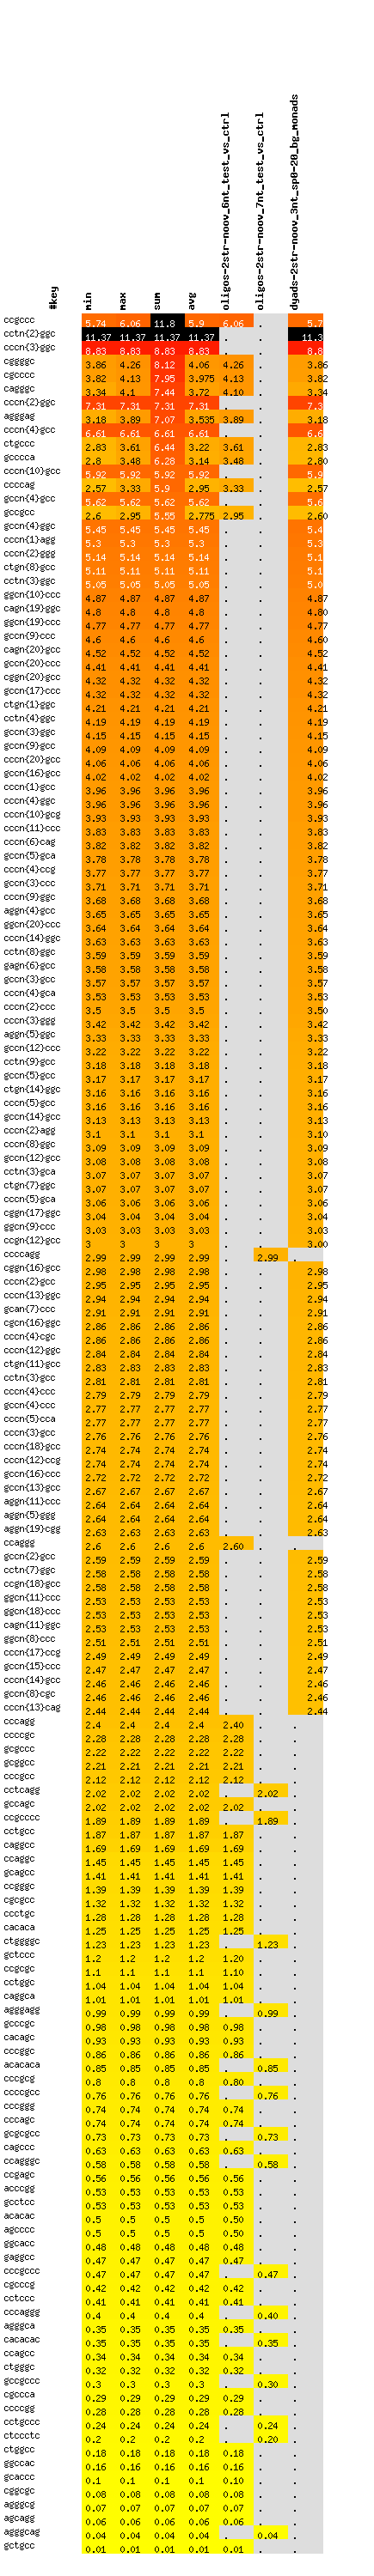 #key min max sum avg oligos-2str-noov_6nt_test_vs_ctrl oligos-2str-noov_7nt_test_vs_ctrl dyads-2str-noov_3nt_sp0-20_bg_monads
ccgccc 5.74 6.06 11.8 5.9 6.06 . 5.7
cctn{2}ggc 11.37 11.37 11.37 11.37 . . 11.3
cccn{3}ggc 8.83 8.83 8.83 8.83 . . 8.8
cggggc 3.86 4.26 8.12 4.06 4.26 . 3.86
cgcccc 3.82 4.13 7.95 3.975 4.13 . 3.82
cagggc 3.34 4.1 7.44 3.72 4.10 . 3.34
cccn{2}ggc 7.31 7.31 7.31 7.31 . . 7.3
agggag 3.18 3.89 7.07 3.535 3.89 . 3.18
cccn{4}gcc 6.61 6.61 6.61 6.61 . . 6.6
ctgccc 2.83 3.61 6.44 3.22 3.61 . 2.83
gcccca 2.8 3.48 6.28 3.14 3.48 . 2.80
cccn{10}gcc 5.92 5.92 5.92 5.92 . . 5.9
ccccag 2.57 3.33 5.9 2.95 3.33 . 2.57
gccn{4}gcc 5.62 5.62 5.62 5.62 . . 5.6
gccgcc 2.6 2.95 5.55 2.775 2.95 . 2.60
gccn{4}ggc 5.45 5.45 5.45 5.45 . . 5.4
cccn{1}agg 5.3 5.3 5.3 5.3 . . 5.3
cccn{2}ggg 5.14 5.14 5.14 5.14 . . 5.1
ctgn{8}gcc 5.11 5.11 5.11 5.11 . . 5.1
cctn{3}ggc 5.05 5.05 5.05 5.05 . . 5.0
ggcn{10}ccc 4.87 4.87 4.87 4.87 . . 4.87
cagn{19}ggc 4.8 4.8 4.8 4.8 . . 4.80
ggcn{19}ccc 4.77 4.77 4.77 4.77 . . 4.77
gccn{9}ccc 4.6 4.6 4.6 4.6 . . 4.60
cagn{20}gcc 4.52 4.52 4.52 4.52 . . 4.52
gccn{20}gcc 4.41 4.41 4.41 4.41 . . 4.41
cggn{20}gcc 4.32 4.32 4.32 4.32 . . 4.32
gccn{17}ccc 4.32 4.32 4.32 4.32 . . 4.32
ctgn{1}ggc 4.21 4.21 4.21 4.21 . . 4.21
cctn{4}ggc 4.19 4.19 4.19 4.19 . . 4.19
gccn{3}ggc 4.15 4.15 4.15 4.15 . . 4.15
gccn{9}gcc 4.09 4.09 4.09 4.09 . . 4.09
cccn{20}gcc 4.06 4.06 4.06 4.06 . . 4.06
gccn{16}gcc 4.02 4.02 4.02 4.02 . . 4.02
cccn{1}gcc 3.96 3.96 3.96 3.96 . . 3.96
cccn{4}ggc 3.96 3.96 3.96 3.96 . . 3.96
cccn{10}gcg 3.93 3.93 3.93 3.93 . . 3.93
cccn{11}ccc 3.83 3.83 3.83 3.83 . . 3.83
cccn{6}cag 3.82 3.82 3.82 3.82 . . 3.82
gccn{5}gca 3.78 3.78 3.78 3.78 . . 3.78
cccn{4}ccg 3.77 3.77 3.77 3.77 . . 3.77
gccn{3}ccc 3.71 3.71 3.71 3.71 . . 3.71
cccn{9}ggc 3.68 3.68 3.68 3.68 . . 3.68
aggn{4}gcc 3.65 3.65 3.65 3.65 . . 3.65
ggcn{20}ccc 3.64 3.64 3.64 3.64 . . 3.64
cccn{14}ggc 3.63 3.63 3.63 3.63 . . 3.63
cctn{8}ggc 3.59 3.59 3.59 3.59 . . 3.59
gagn{6}gcc 3.58 3.58 3.58 3.58 . . 3.58
gccn{3}gcc 3.57 3.57 3.57 3.57 . . 3.57
cccn{4}gca 3.53 3.53 3.53 3.53 . . 3.53
cccn{2}ccc 3.5 3.5 3.5 3.5 . . 3.50
cccn{3}ggg 3.42 3.42 3.42 3.42 . . 3.42
aggn{5}ggc 3.33 3.33 3.33 3.33 . . 3.33
gccn{12}ccc 3.22 3.22 3.22 3.22 . . 3.22
cctn{9}gcc 3.18 3.18 3.18 3.18 . . 3.18
gccn{5}gcc 3.17 3.17 3.17 3.17 . . 3.17
ctgn{14}ggc 3.16 3.16 3.16 3.16 . . 3.16
cccn{5}gcc 3.16 3.16 3.16 3.16 . . 3.16
gccn{14}gcc 3.13 3.13 3.13 3.13 . . 3.13
cccn{2}agg 3.1 3.1 3.1 3.1 . . 3.10
cccn{8}ggc 3.09 3.09 3.09 3.09 . . 3.09
gccn{12}gcc 3.08 3.08 3.08 3.08 . . 3.08
cctn{3}gca 3.07 3.07 3.07 3.07 . . 3.07
ctgn{7}ggc 3.07 3.07 3.07 3.07 . . 3.07
cccn{5}gca 3.06 3.06 3.06 3.06 . . 3.06
cggn{17}ggc 3.04 3.04 3.04 3.04 . . 3.04
ggcn{9}ccc 3.03 3.03 3.03 3.03 . . 3.03
ccgn{12}gcc 3 3 3 3 . . 3.00
ccccagg 2.99 2.99 2.99 2.99 . 2.99 .
cggn{16}gcc 2.98 2.98 2.98 2.98 . . 2.98
cccn{2}gcc 2.95 2.95 2.95 2.95 . . 2.95
cccn{13}ggc 2.94 2.94 2.94 2.94 . . 2.94
gcan{7}ccc 2.91 2.91 2.91 2.91 . . 2.91
cgcn{16}ggc 2.86 2.86 2.86 2.86 . . 2.86
cccn{4}cgc 2.86 2.86 2.86 2.86 . . 2.86
cccn{12}ggc 2.84 2.84 2.84 2.84 . . 2.84
ctgn{11}gcc 2.83 2.83 2.83 2.83 . . 2.83
cctn{3}gcc 2.81 2.81 2.81 2.81 . . 2.81
cccn{4}ccc 2.79 2.79 2.79 2.79 . . 2.79
gccn{4}ccc 2.77 2.77 2.77 2.77 . . 2.77
cccn{5}cca 2.77 2.77 2.77 2.77 . . 2.77
cccn{3}gcc 2.76 2.76 2.76 2.76 . . 2.76
cccn{18}gcc 2.74 2.74 2.74 2.74 . . 2.74
cccn{12}ccg 2.74 2.74 2.74 2.74 . . 2.74
gccn{16}ccc 2.72 2.72 2.72 2.72 . . 2.72
gccn{13}gcc 2.67 2.67 2.67 2.67 . . 2.67
aggn{11}ccc 2.64 2.64 2.64 2.64 . . 2.64
aggn{5}ggg 2.64 2.64 2.64 2.64 . . 2.64
aggn{19}cgg 2.63 2.63 2.63 2.63 . . 2.63
ccaggg 2.6 2.6 2.6 2.6 2.60 . .
gccn{2}gcc 2.59 2.59 2.59 2.59 . . 2.59
cctn{7}ggc 2.58 2.58 2.58 2.58 . . 2.58
ccgn{18}gcc 2.58 2.58 2.58 2.58 . . 2.58
ggcn{11}ccc 2.53 2.53 2.53 2.53 . . 2.53
ggcn{18}ccc 2.53 2.53 2.53 2.53 . . 2.53
cagn{11}ggc 2.53 2.53 2.53 2.53 . . 2.53
ggcn{8}ccc 2.51 2.51 2.51 2.51 . . 2.51
cccn{17}ccg 2.49 2.49 2.49 2.49 . . 2.49
gccn{15}ccc 2.47 2.47 2.47 2.47 . . 2.47
cccn{14}gcc 2.46 2.46 2.46 2.46 . . 2.46
gccn{8}cgc 2.46 2.46 2.46 2.46 . . 2.46
cccn{13}cag 2.44 2.44 2.44 2.44 . . 2.44
cccagg 2.4 2.4 2.4 2.4 2.40 . .
ccccgc 2.28 2.28 2.28 2.28 2.28 . .
gcgccc 2.22 2.22 2.22 2.22 2.22 . .
gcggcc 2.21 2.21 2.21 2.21 2.21 . .
cccgcc 2.12 2.12 2.12 2.12 2.12 . .
cctcagg 2.02 2.02 2.02 2.02 . 2.02 .
gccagc 2.02 2.02 2.02 2.02 2.02 . .
ccgcccc 1.89 1.89 1.89 1.89 . 1.89 .
cctgcc 1.87 1.87 1.87 1.87 1.87 . .
caggcc 1.69 1.69 1.69 1.69 1.69 . .
ccaggc 1.45 1.45 1.45 1.45 1.45 . .
gcagcc 1.41 1.41 1.41 1.41 1.41 . .
ccgggc 1.39 1.39 1.39 1.39 1.39 . .
cgcgcc 1.32 1.32 1.32 1.32 1.32 . .
ccctgc 1.28 1.28 1.28 1.28 1.28 . .
cacaca 1.25 1.25 1.25 1.25 1.25 . .
ctggggc 1.23 1.23 1.23 1.23 . 1.23 .
gctccc 1.2 1.2 1.2 1.2 1.20 . .
ccgcgc 1.1 1.1 1.1 1.1 1.10 . .
cctggc 1.04 1.04 1.04 1.04 1.04 . .
caggca 1.01 1.01 1.01 1.01 1.01 . .
agggagg 0.99 0.99 0.99 0.99 . 0.99 .
gcccgc 0.98 0.98 0.98 0.98 0.98 . .
cacagc 0.93 0.93 0.93 0.93 0.93 . .
cccggc 0.86 0.86 0.86 0.86 0.86 . .
acacaca 0.85 0.85 0.85 0.85 . 0.85 .
cccgcg 0.8 0.8 0.8 0.8 0.80 . .
ccccgcc 0.76 0.76 0.76 0.76 . 0.76 .
cccggg 0.74 0.74 0.74 0.74 0.74 . .
cccagc 0.74 0.74 0.74 0.74 0.74 . .
gcgcgcc 0.73 0.73 0.73 0.73 . 0.73 .
cagccc 0.63 0.63 0.63 0.63 0.63 . .
ccagggc 0.58 0.58 0.58 0.58 . 0.58 .
ccgagc 0.56 0.56 0.56 0.56 0.56 . .
acccgg 0.53 0.53 0.53 0.53 0.53 . .
gcctcc 0.53 0.53 0.53 0.53 0.53 . .
acacac 0.5 0.5 0.5 0.5 0.50 . .
agcccc 0.5 0.5 0.5 0.5 0.50 . .
ggcacc 0.48 0.48 0.48 0.48 0.48 . .
gaggcc 0.47 0.47 0.47 0.47 0.47 . .
cccgccc 0.47 0.47 0.47 0.47 . 0.47 .
cgcccg 0.42 0.42 0.42 0.42 0.42 . .
cctccc 0.41 0.41 0.41 0.41 0.41 . .
cccaggg 0.4 0.4 0.4 0.4 . 0.40 .
agggca 0.35 0.35 0.35 0.35 0.35 . .
cacacac 0.35 0.35 0.35 0.35 . 0.35 .
ccagcc 0.34 0.34 0.34 0.34 0.34 . .
ctgggc 0.32 0.32 0.32 0.32 0.32 . .
gccgccc 0.3 0.3 0.3 0.3 . 0.30 .
cgccca 0.29 0.29 0.29 0.29 0.29 . .
ccccgg 0.28 0.28 0.28 0.28 0.28 . .
cctgccc 0.24 0.24 0.24 0.24 . 0.24 .
ctccctc 0.2 0.2 0.2 0.2 . 0.20 .
ctggcc 0.18 0.18 0.18 0.18 0.18 . .
ggccac 0.16 0.16 0.16 0.16 0.16 . .
gcaccc 0.1 0.1 0.1 0.1 0.10 . .
cggcgc 0.08 0.08 0.08 0.08 0.08 . .
agggcg 0.07 0.07 0.07 0.07 0.07 . .
agcagg 0.06 0.06 0.06 0.06 0.06 . .
agggcag 0.04 0.04 0.04 0.04 . 0.04 .
gctgcc 0.01 0.01 0.01 0.01 0.01 . .